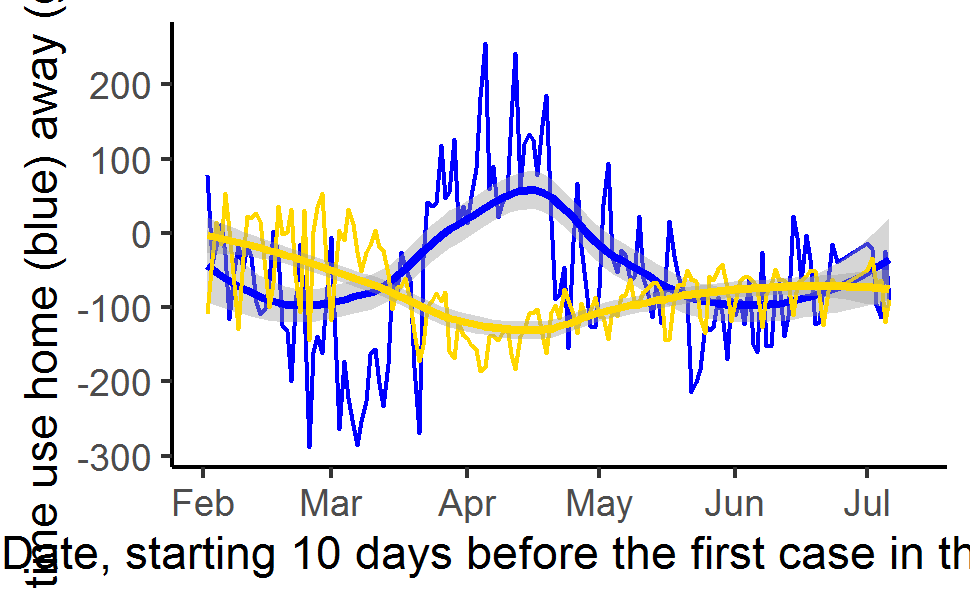 time use home (blue) away (g
200
100
0
-100
-200
-300
Feb Mar Apr May Jun Jul
Date, starting 10 days before the first case in th